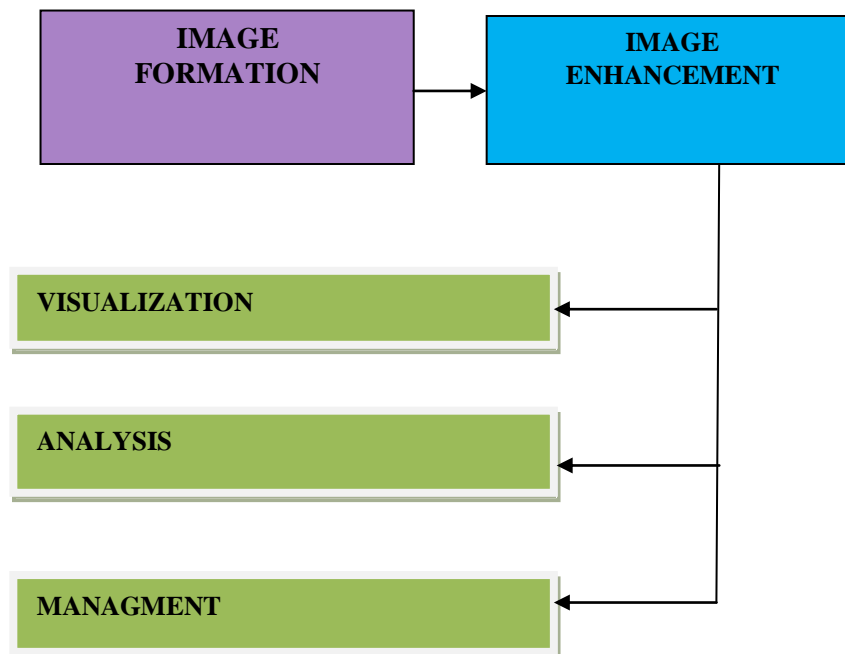 IMAGE
FORMATION
IMAGE
ENHANCEMENT
VISUALIZATION
ANALYSIS
MANAGMENT